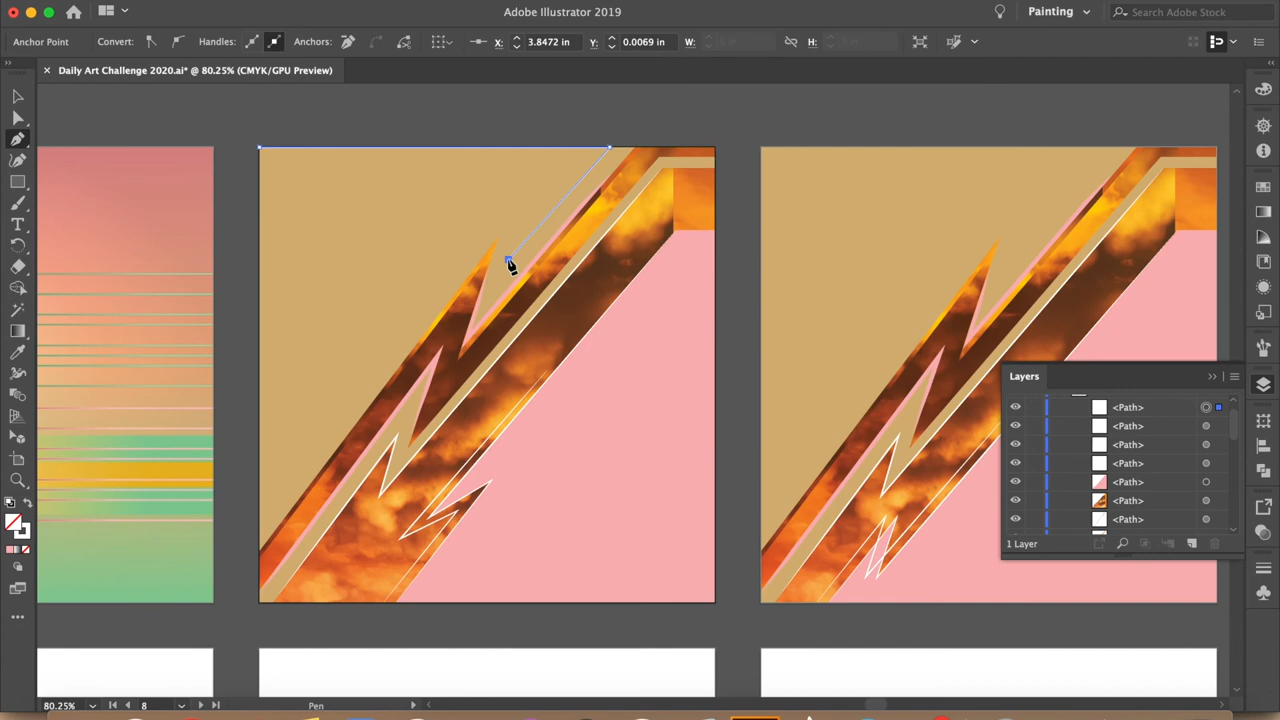 Adobe Illustrator 2019
Painting
Search Adobe Stock
Anchor Point
Convert:
Handles:
Anchors:
X: 3.8472 in
Y: 0.0069 in
W:
H:
× Daily Art Challenge 2020.ai* @ 80.25% (CMYK/GPU Preview)
T
Layers
<Path>
<Path>
<Path>
<Path>
<Path>
<Path>
<Path>
1 Layer
80.25%
8
Pen